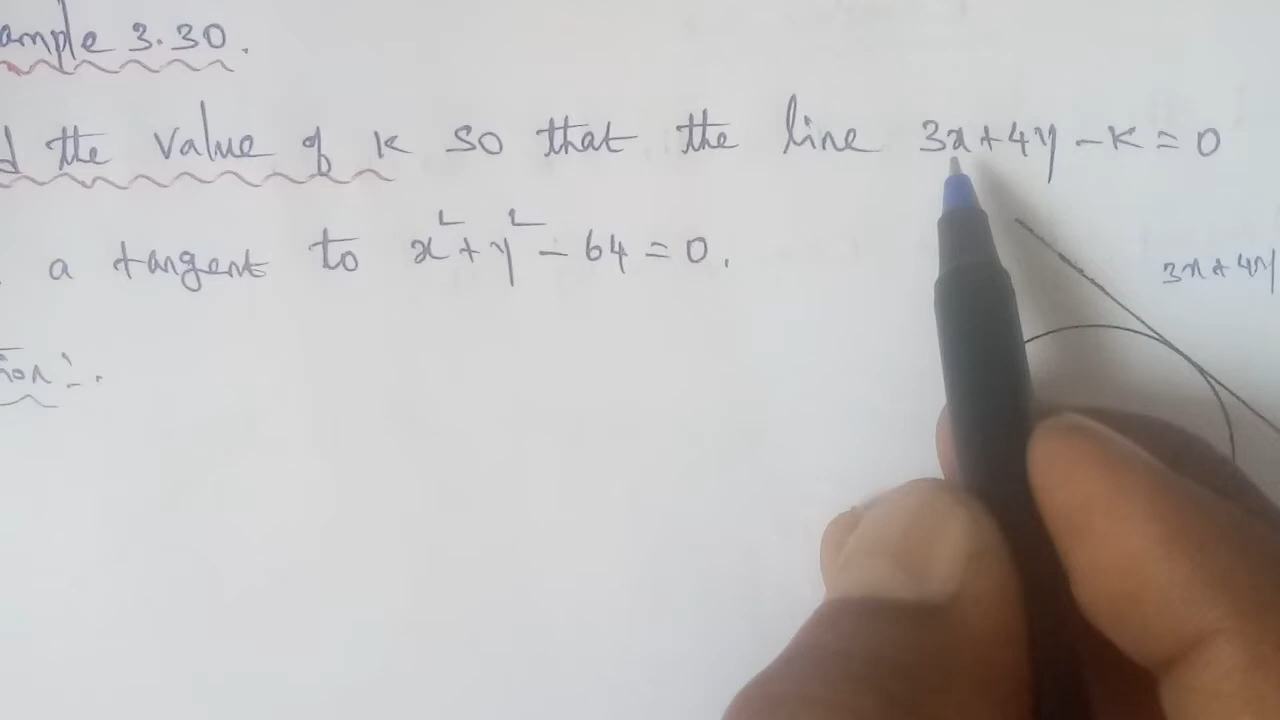 ample 3.30.
d the value of k so that the line 3x+4y-k=0
a tangent to x²+y²-64=0.
3x+4y
ion:-.